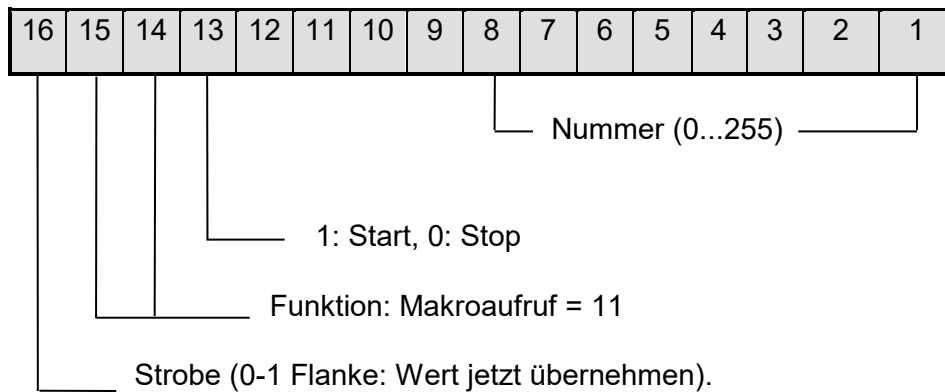 16 15 14 13 12 11 10 9 8 7 6 5 4 3 2 1
Nummer (0...255)
1: Start, 0: Stop
Funktion: Makroaufruf = 11
Strobe (0-1 Flanke: Wert jetzt übernehmen).